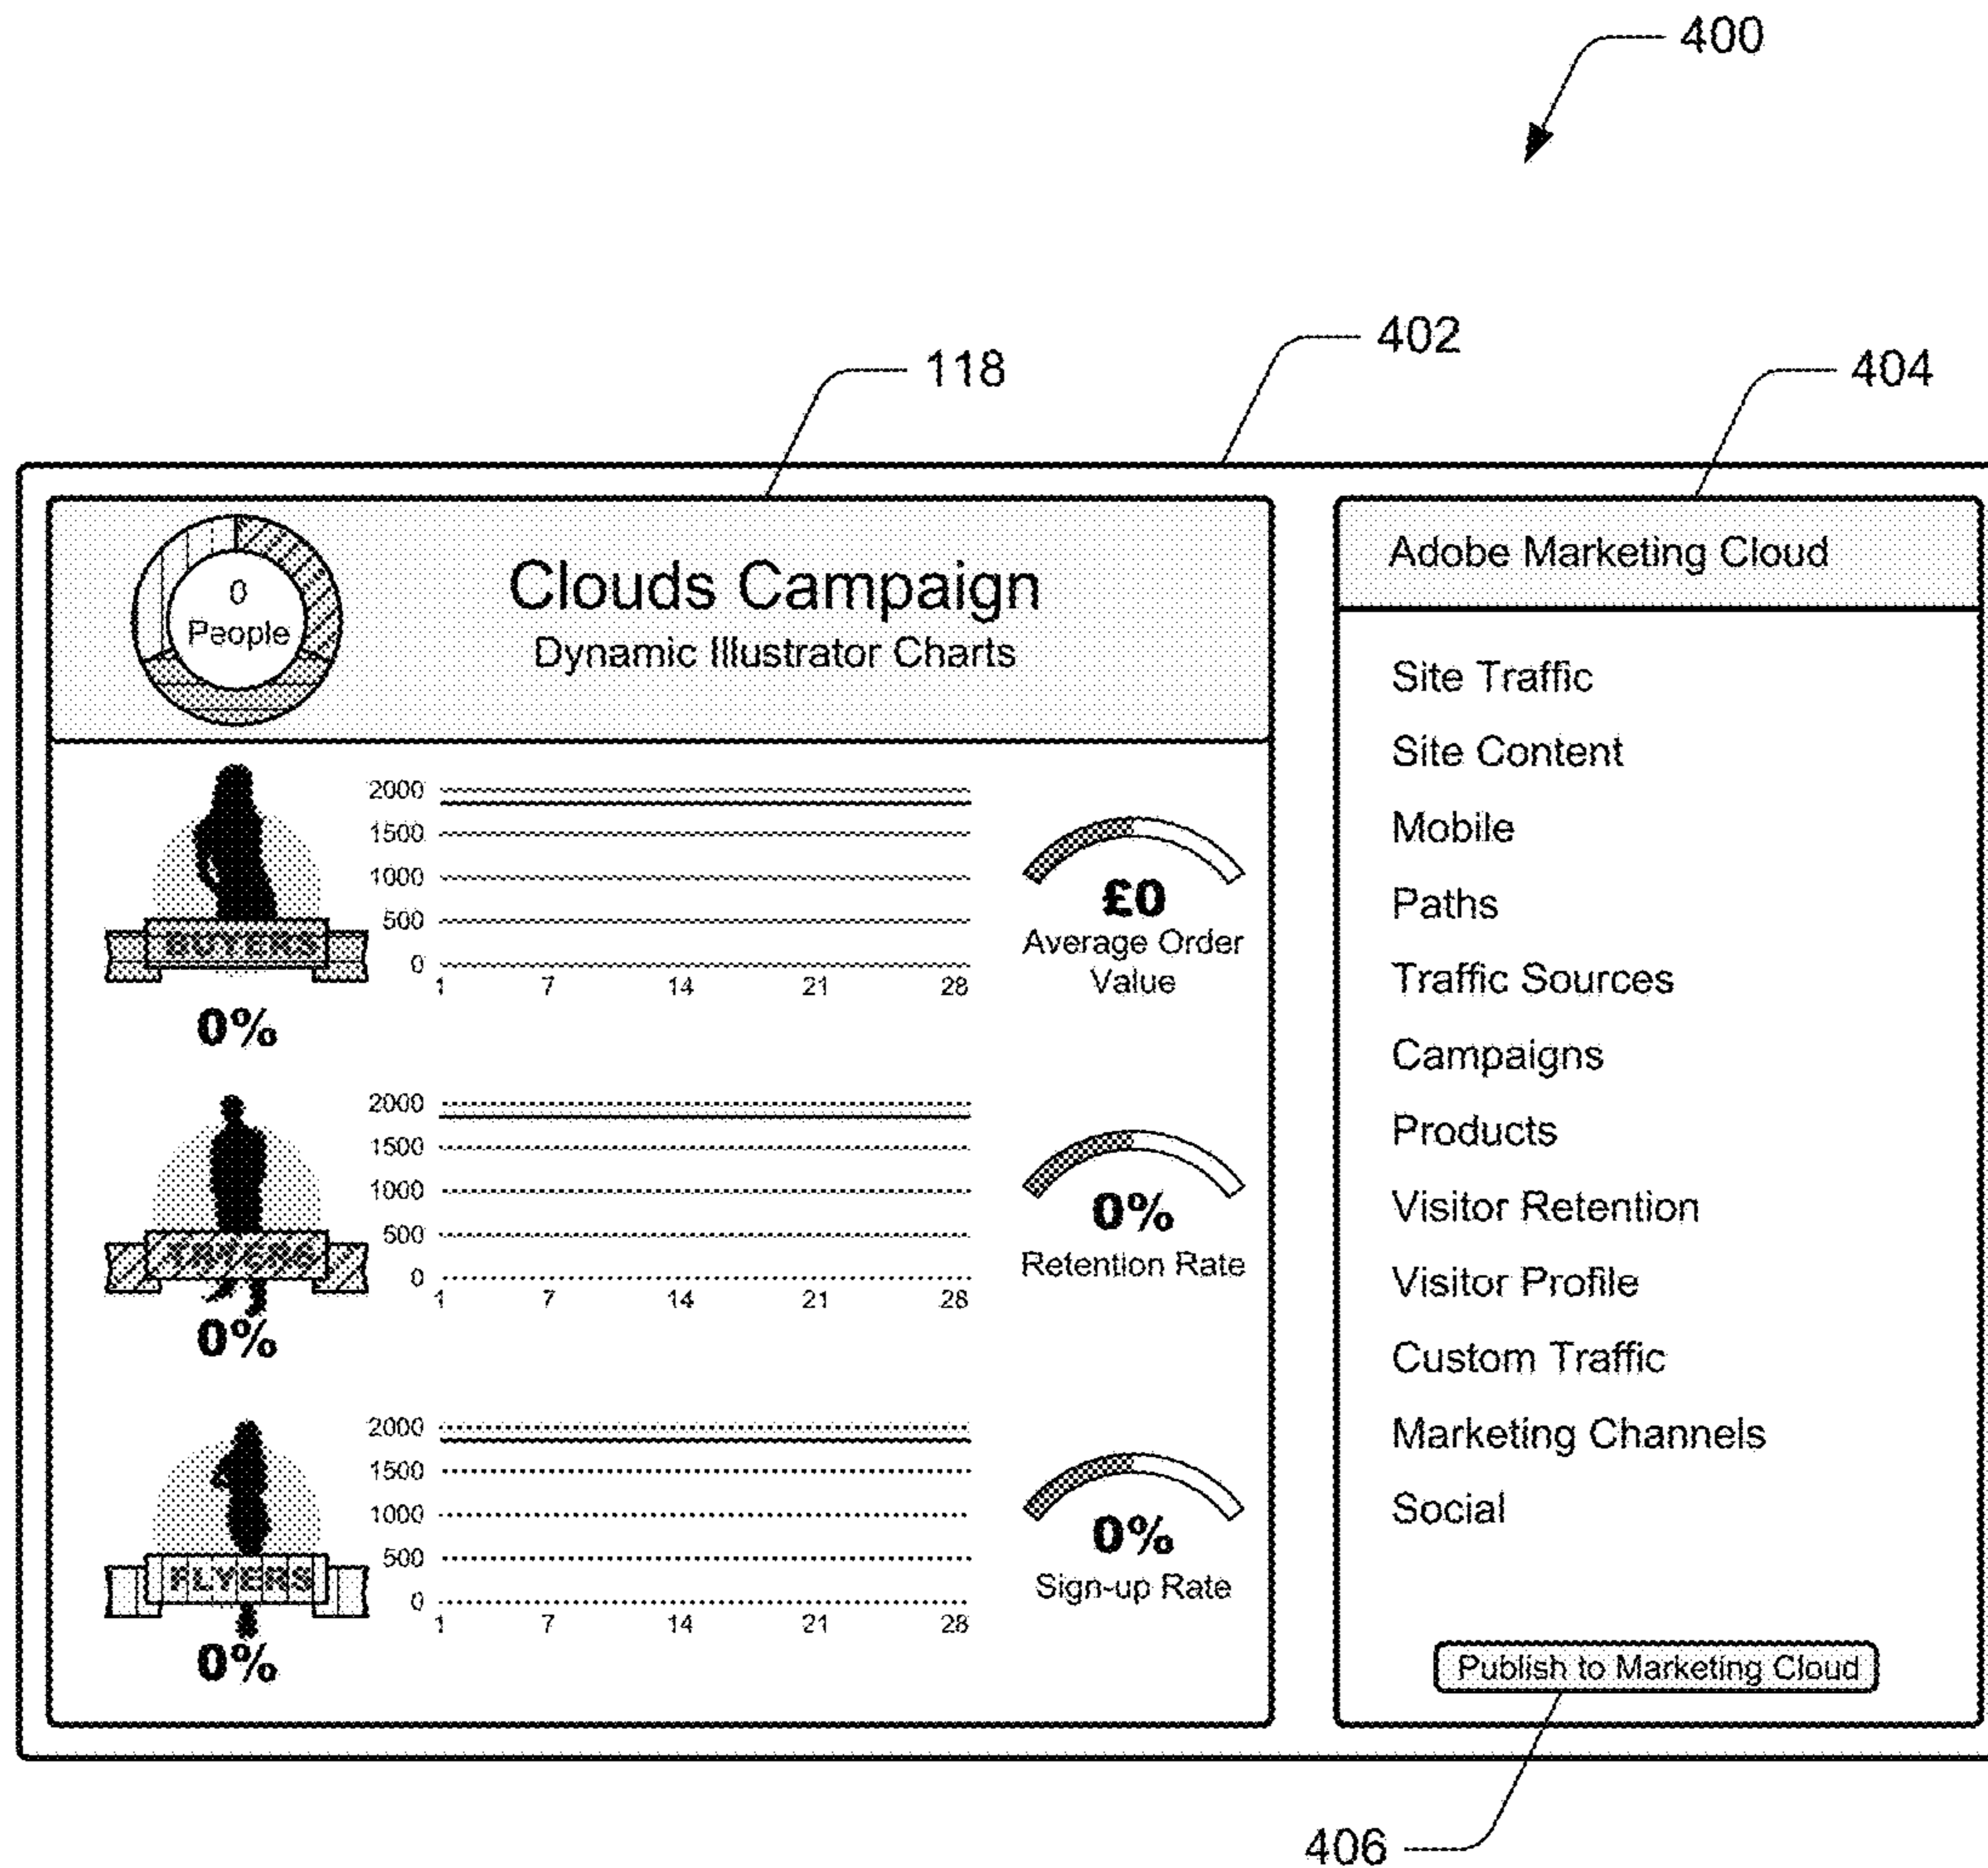 400
402
118
404
0
People
Clouds Campaign
Dynamic Illustrator Charts
2000
1500
1000
500
0
1 7 14 21 28
BUYERS
0%
£0
Average Order
Value
2000
1500
1000
500
0
1 7 14 21 28
TRYERS
0%
0%
Retention Rate
2000
1500
1000
500
0
1 7 14 21 28
FLYERS
0%
0%
Sign-up Rate
Adobe Marketing Cloud
Site Traffic
Site Content
Mobile
Paths
Traffic Sources
Campaigns
Products
Visitor Retention
Visitor Profile
Custom Traffic
Marketing Channels
Social
Publish to Marketing Cloud
406